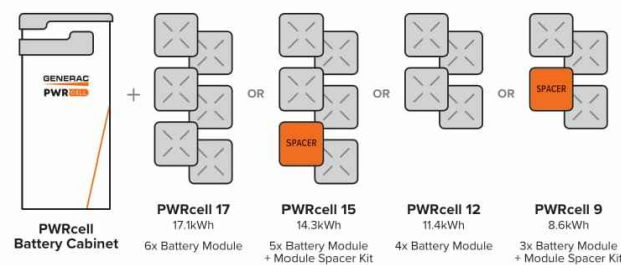 GENERAC
PWRCELL
+
OR
SPACER
OR
OR
SPACER
PWRcell
Battery Cabinet
PWRcell 17
17.1kWh
6x Battery Module
PWRcell 15
14.3kWh
5x Battery Module
+ Module Spacer Kit
PWRcell 12
11.4kWh
4x Battery Module
PWRcell 9
8.6kWh
3x Battery Module
+ Module Spacer Kit